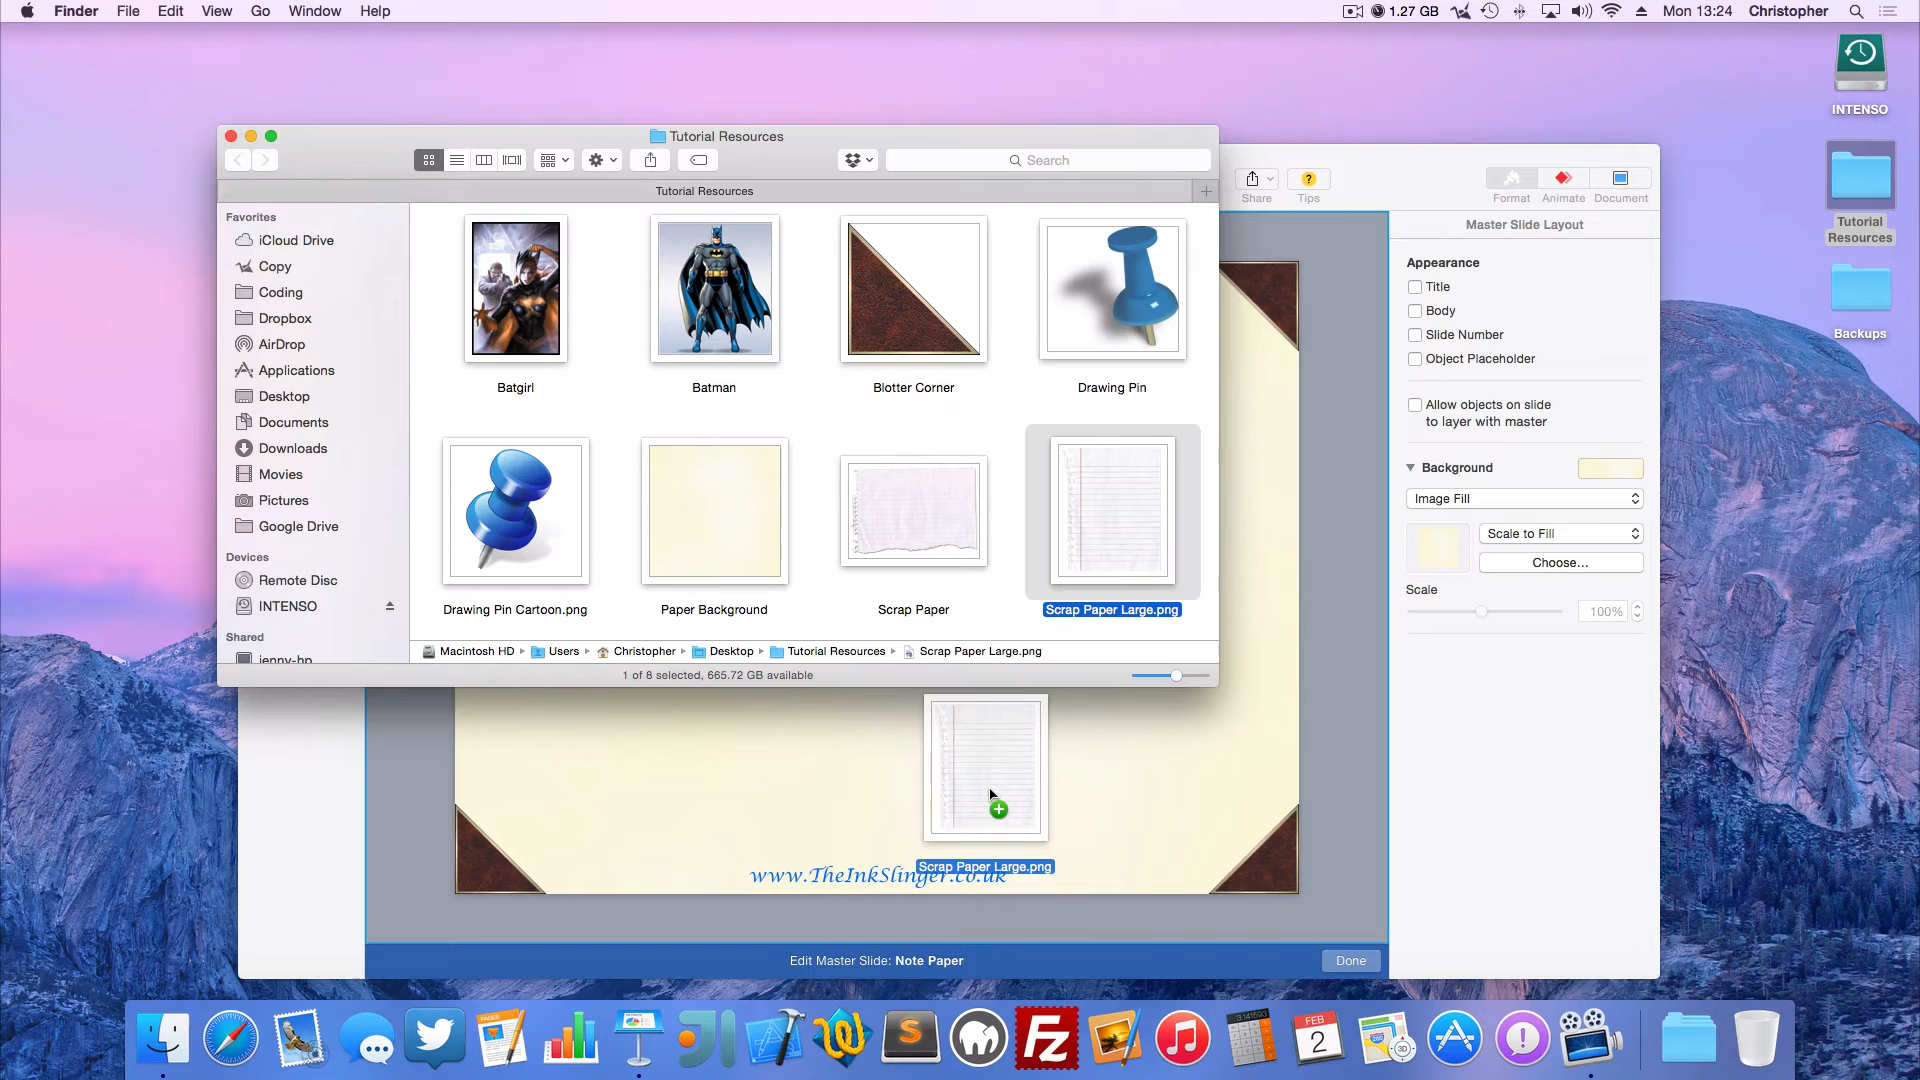 Finder File Edit View Go Window Help
1.27 GB Mon 13:24 Christopher
INTENSO
Tutorial Resources
Backups
Tutorial Resources
Search
Tutorial Resources
Favorites
iCloud Drive
Copy
Coding
Dropbox
AirDrop
Applications
Desktop
Documents
Downloads
Movies
Pictures
Google Drive
Devices
Remote Disc
INTENSO
Shared
jenny-hp
Batgirl
Batman
Blotter Corner
Drawing Pin
Drawing Pin Cartoon.png
Paper Background
Scrap Paper
Scrap Paper Large.png
Macintosh HD Users Christopher Desktop Tutorial Resources Scrap Paper Large.png
1 of 8 selected, 665.72 GB available
Share
Tips
Format
Animate
Document
Master Slide Layout
Appearance
Title
Body
Slide Number
Object Placeholder
Allow objects on slide
to layer with master
Background
Image Fill
Scale to Fill
Choose...
Scale
100%
Scrap Paper Large.png
www.TheInkSlinger.co.uk
Edit Master Slide: Note Paper
Done
PAGES
FEB
2
3D